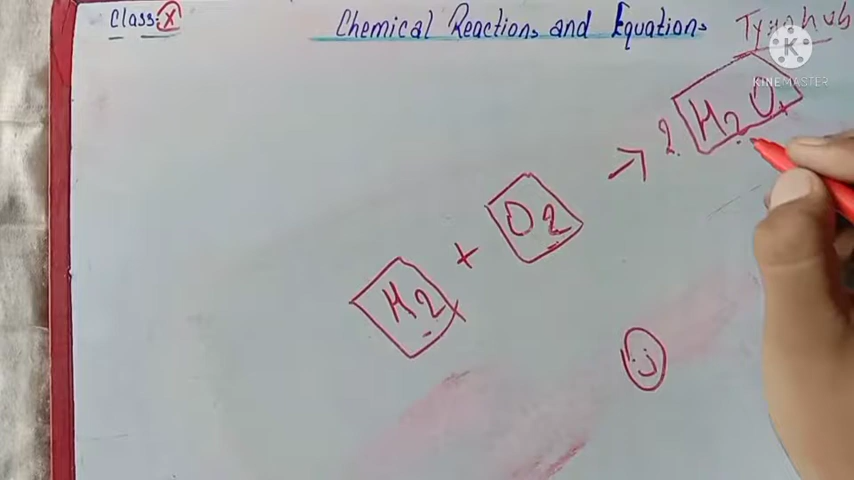 Class:- X
Chemical Reactions and Equations.
KINEMASTER
H2 + O2 → 2 H2O